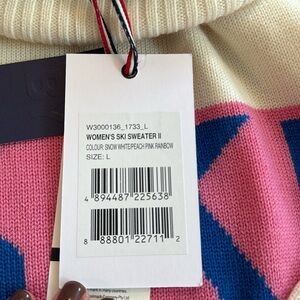 W3000136_1733_L
WOMEN'S SKI SWEATER II
COLOUR: SNOW WHITE/PEACH PINK RAINBOW
SIZE: L
4 894487 225638
8 88801 22711 2